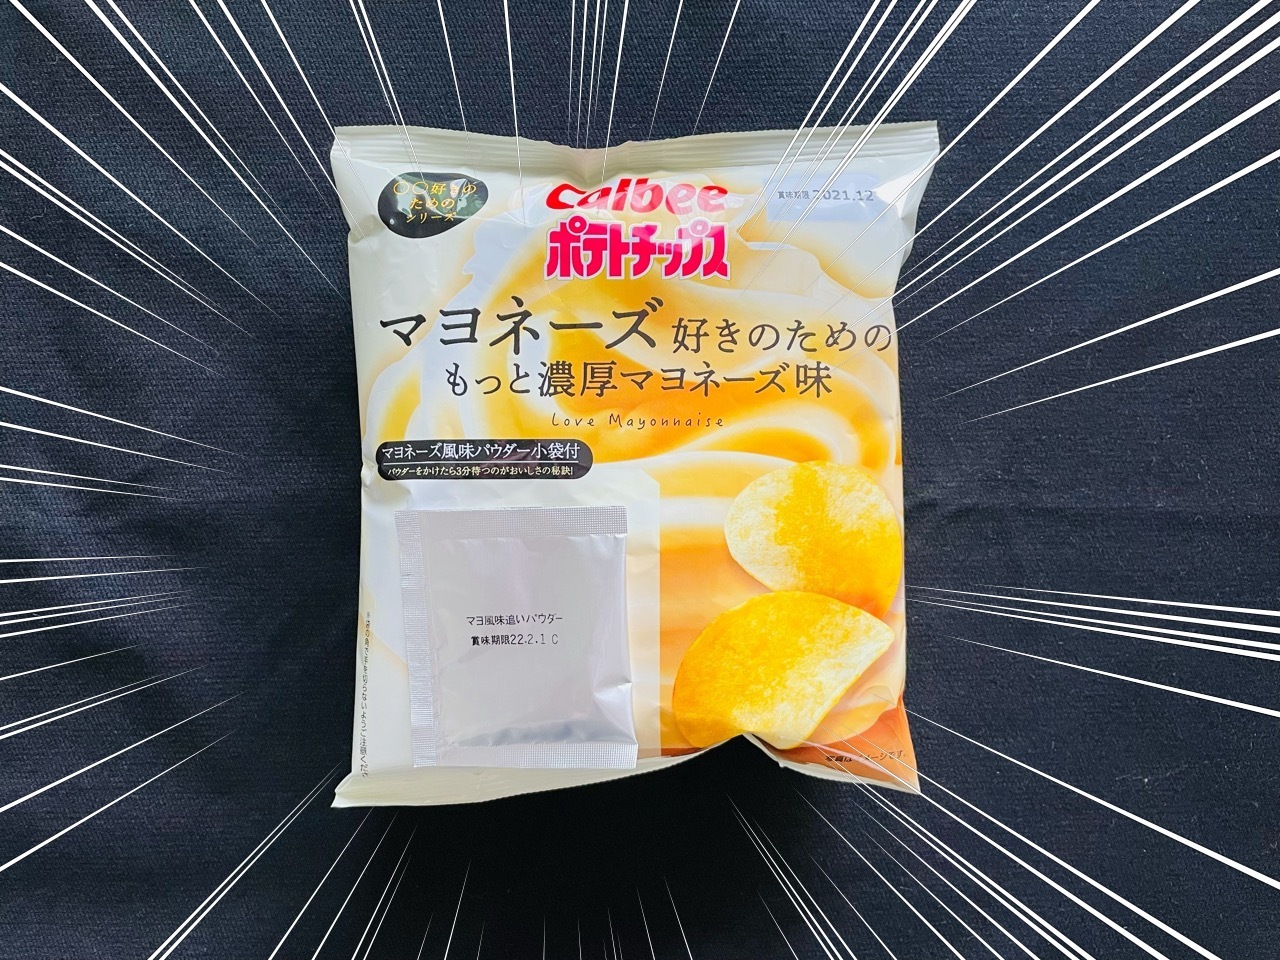 〇〇好きの
ための
シリーズ
Calbee
ポテトチップス
賞味期限 2021.12
マヨネーズ好きのための
もっと濃厚マヨネーズ味
Love Mayonnaise
マヨネーズ風味パウダー小袋付
パウダーをかけたら3分待つのがおいしさの秘訣!
マヨ風味追いパウダー
賞味期限22.2.1 C